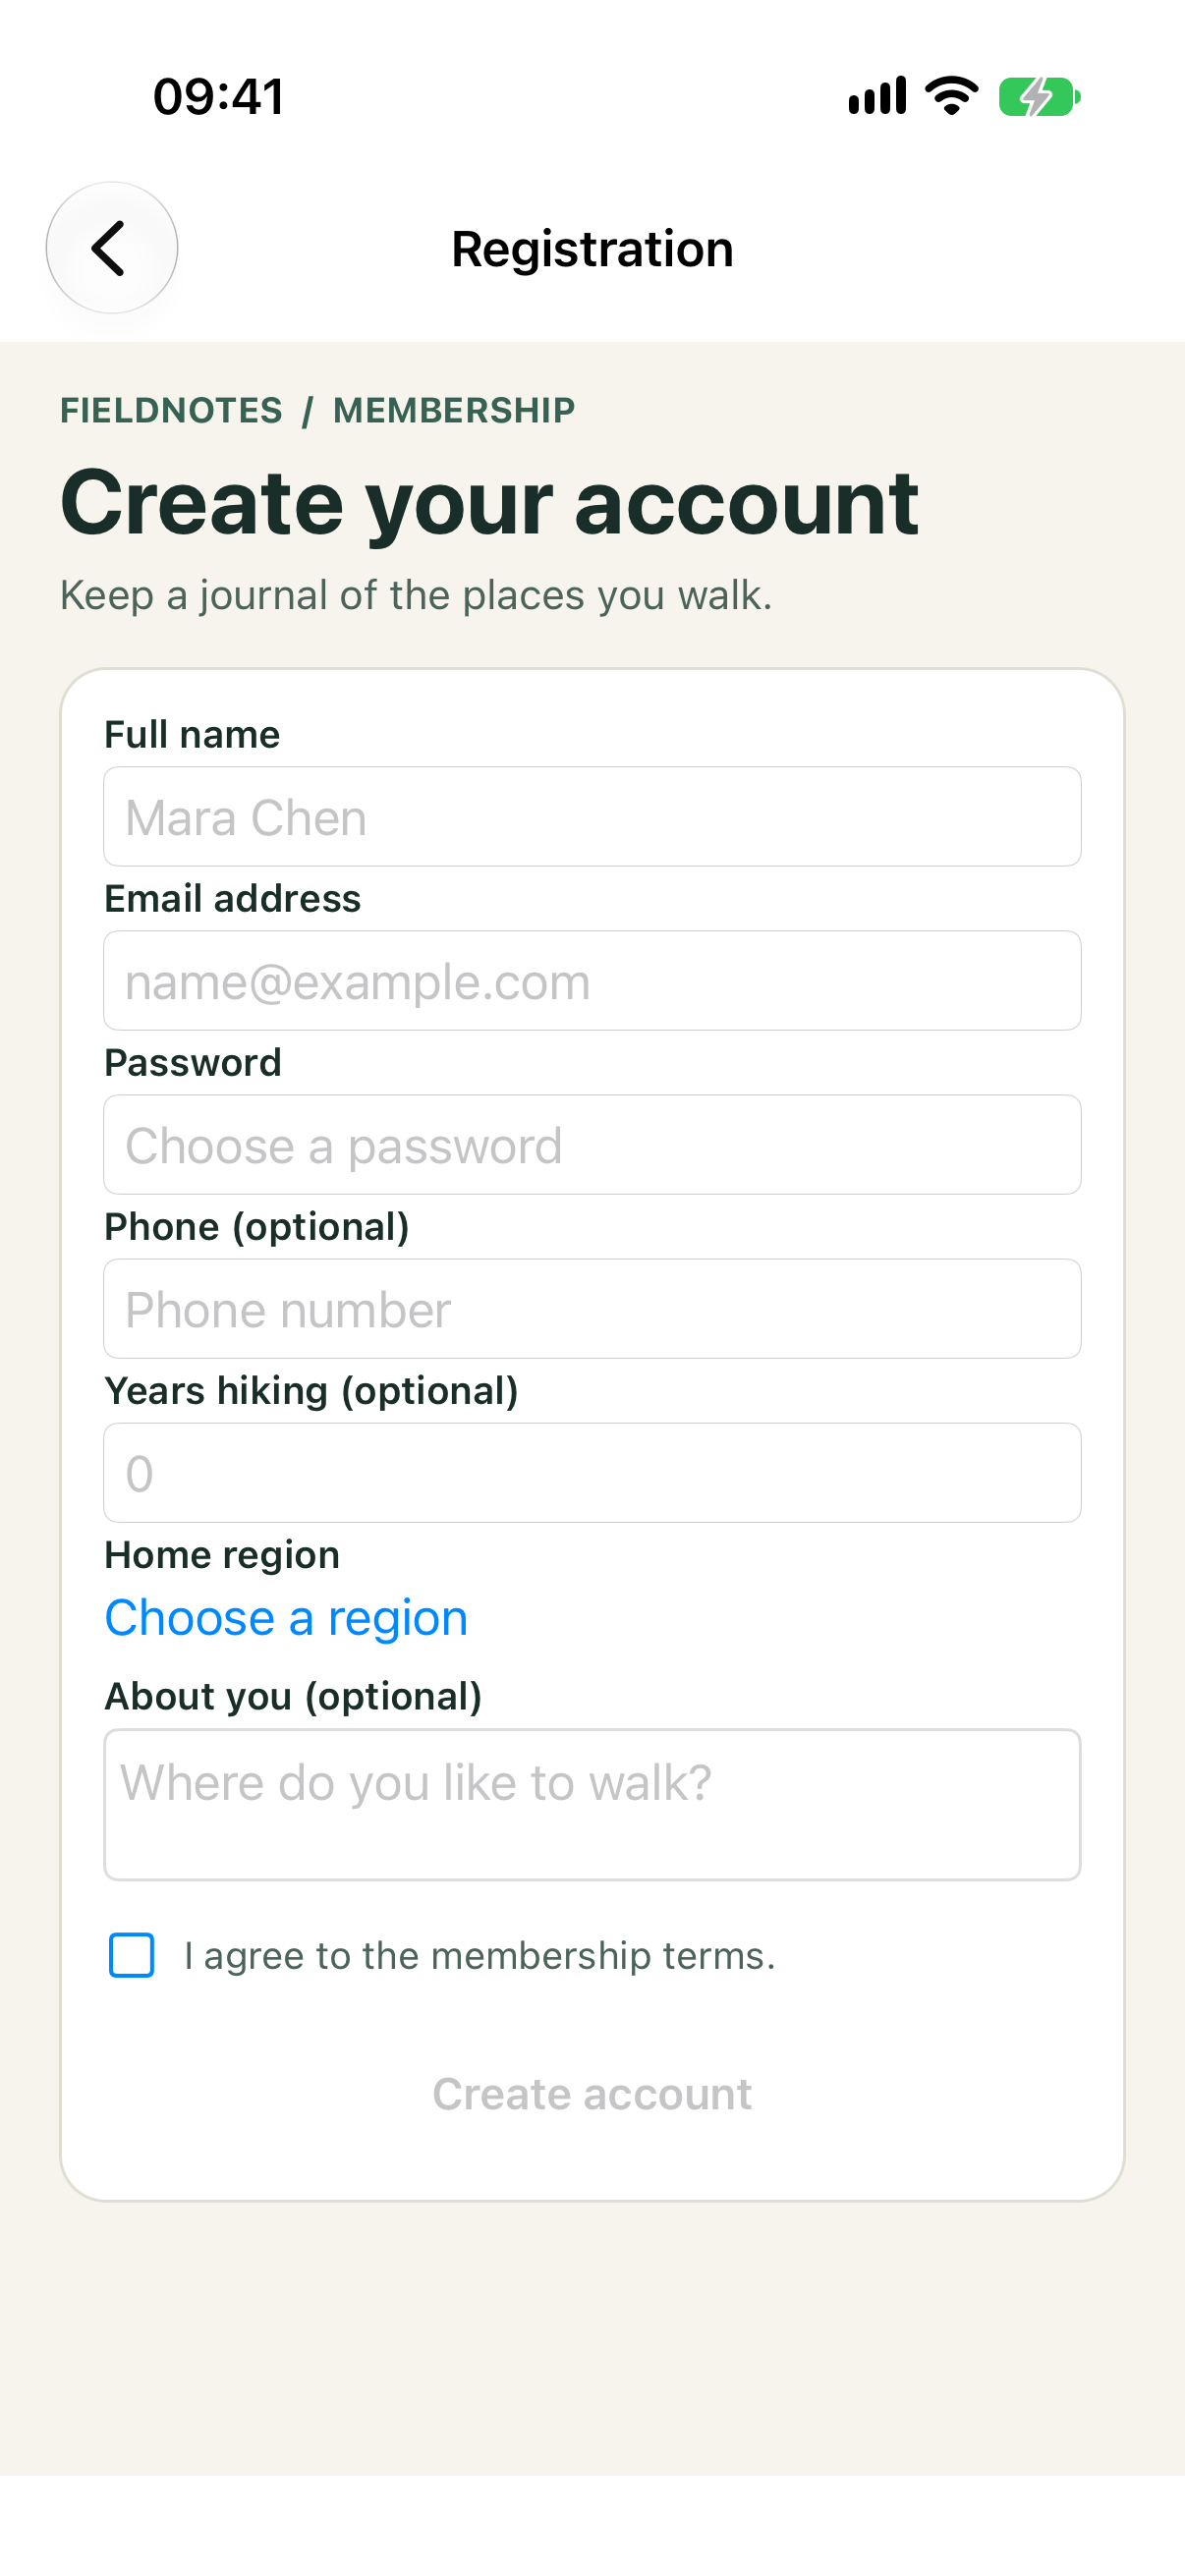 09:41
Registration
FIELDNOTES / MEMBERSHIP
Create your account
Keep a journal of the places you walk.
Full name
Mara Chen
Email address
name@example.com
Password
Choose a password
Phone (optional)
Phone number
Years hiking (optional)
0
Home region
Choose a region
About you (optional)
Where do you like to walk?
I agree to the membership terms.
Create account